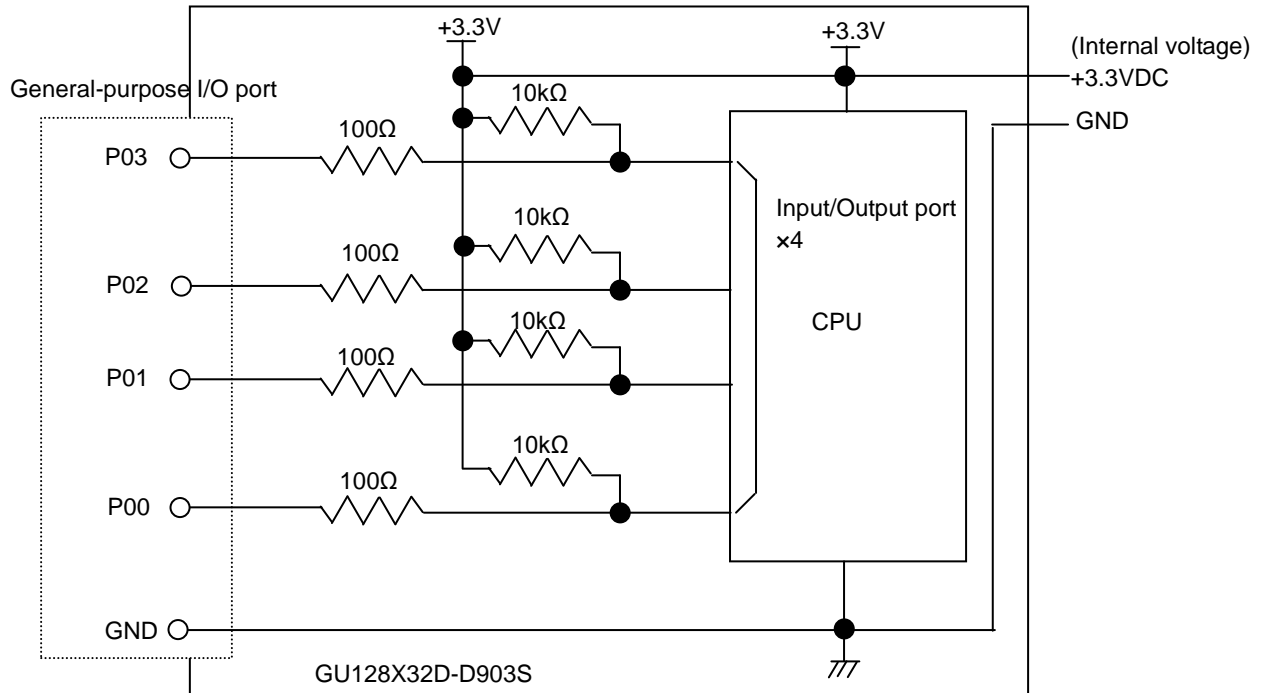 +3.3V
+3.3V
(Internal voltage)
+3.3VDC
General-purpose I/O port
10kΩ
GND
100Ω
P03
Input/Output port
×4
10kΩ
100Ω
P02
CPU
10kΩ
100Ω
P01
10kΩ
100Ω
P00
GND
GU128X32D-D903S